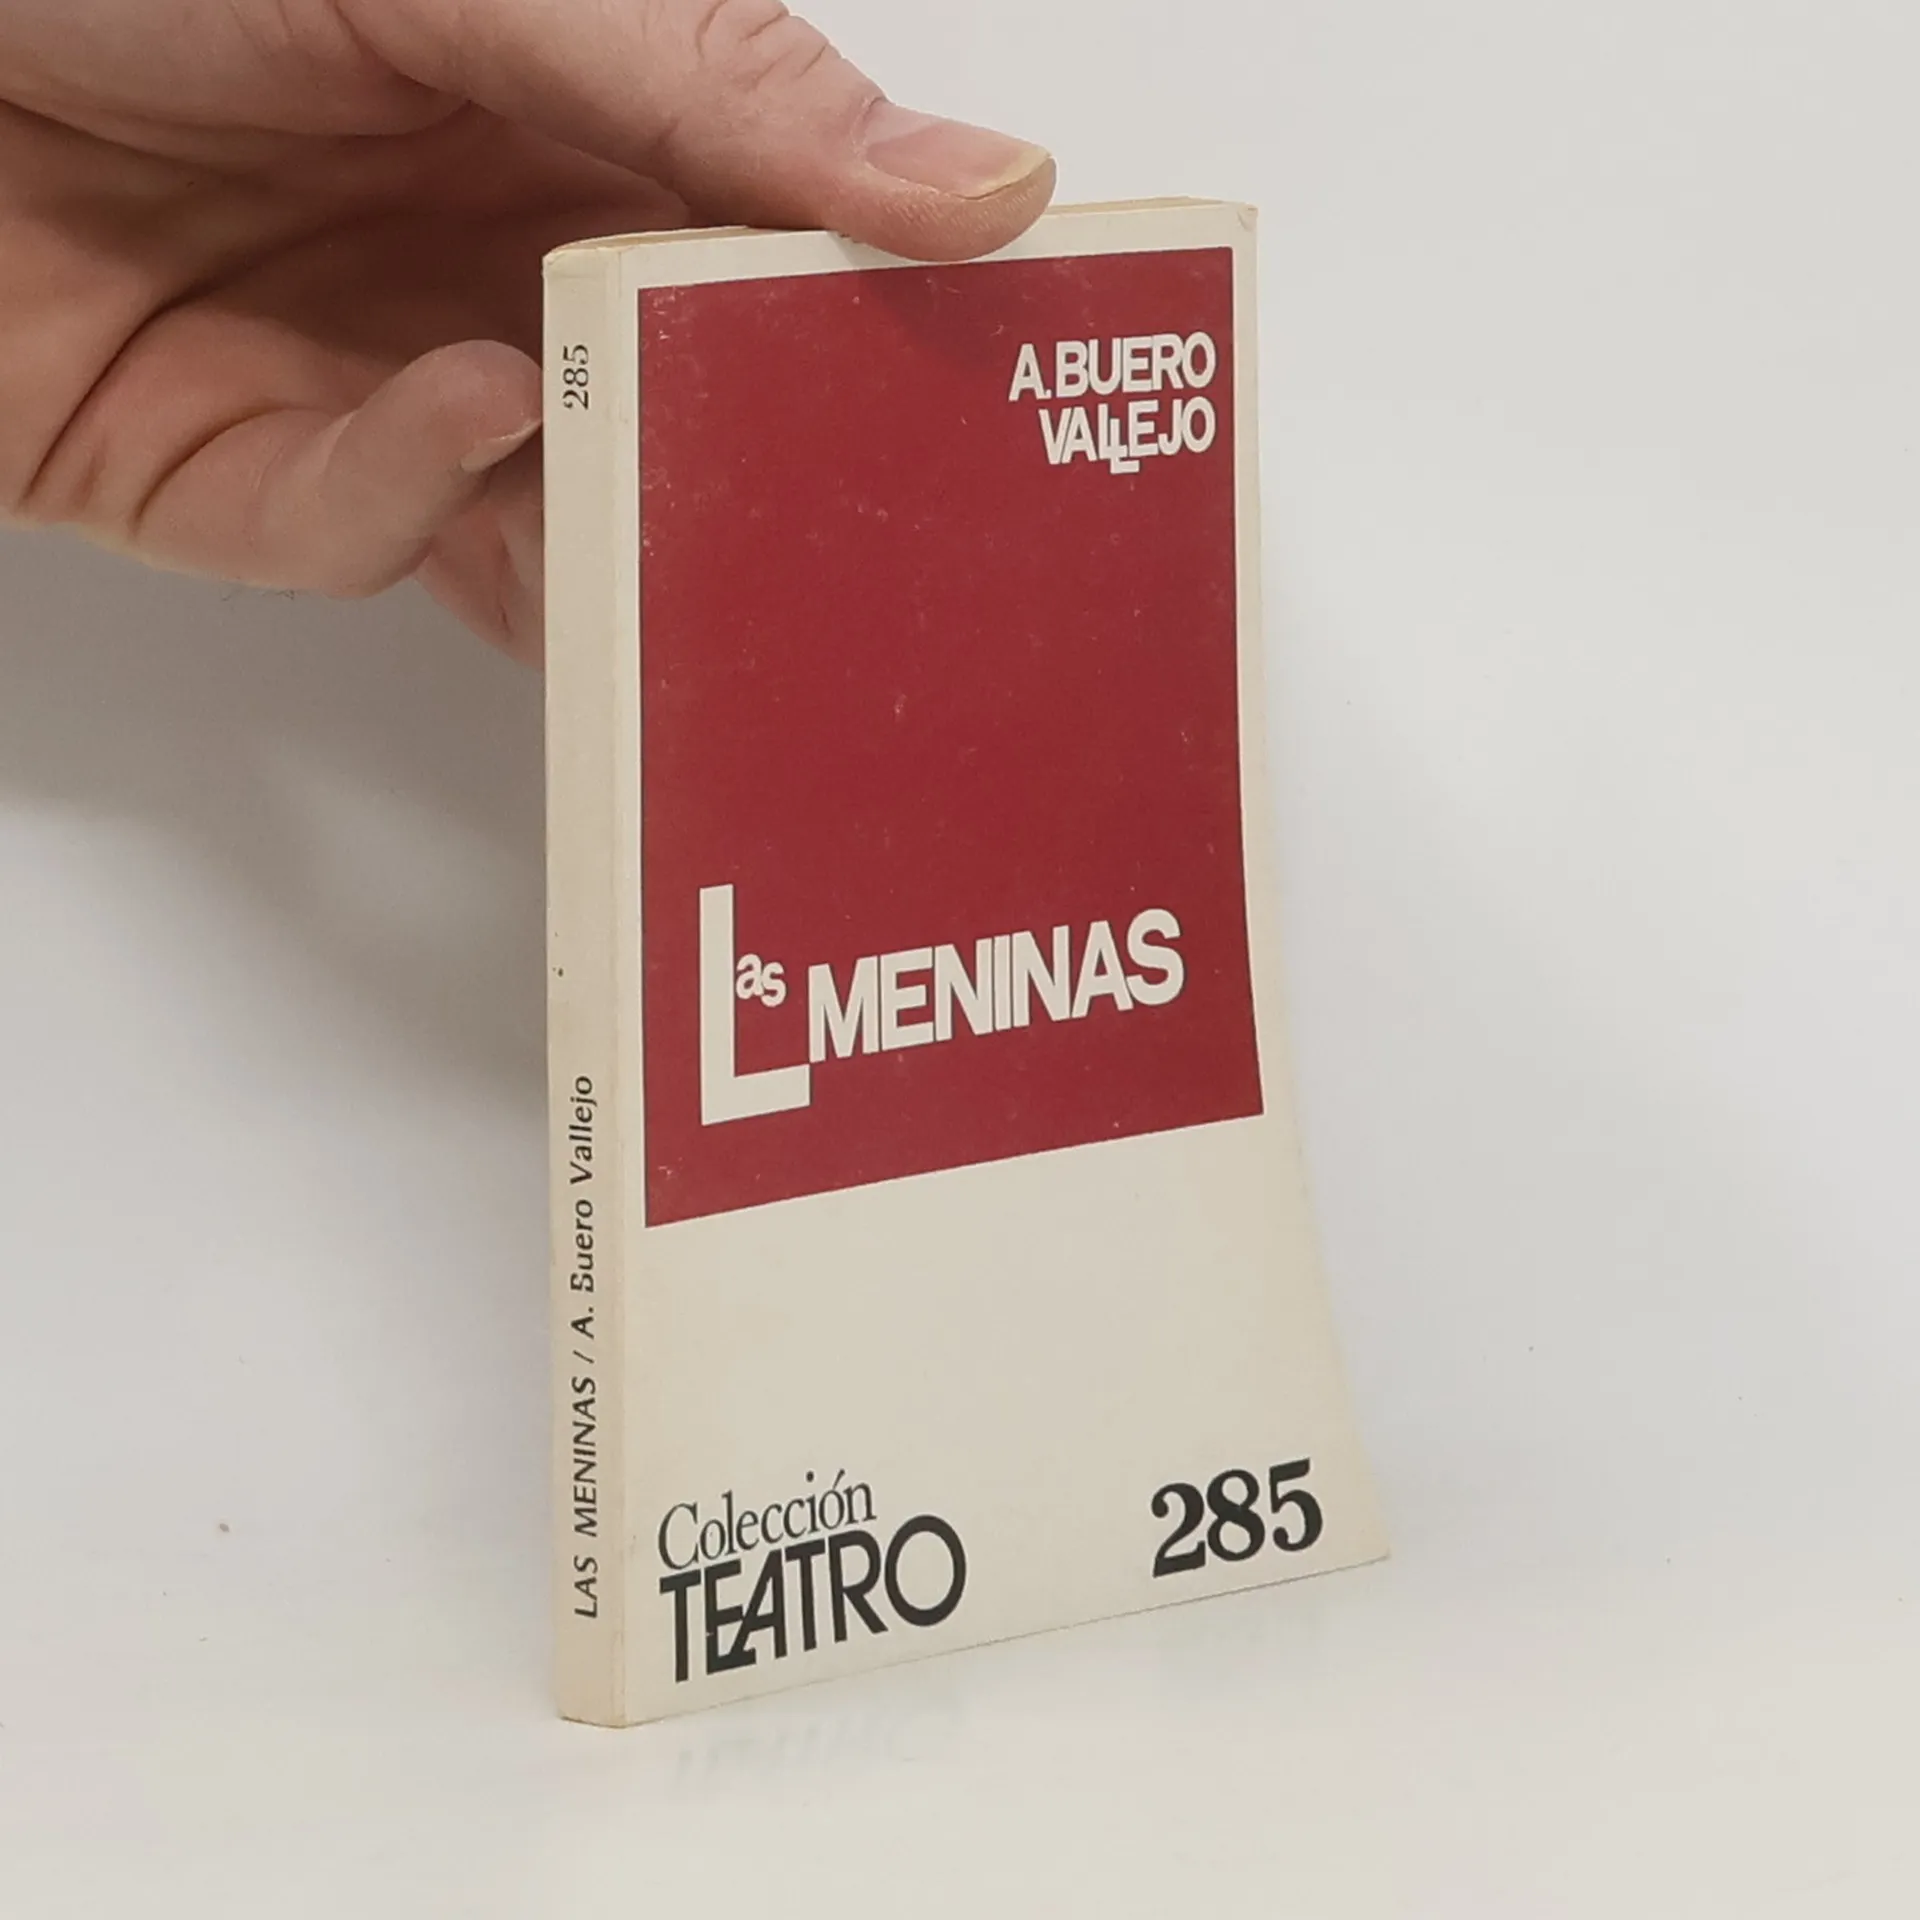 285
LAS MENINAS / A. Buero Vallejo
A. BUERO
VALLEJO
Las MENINAS
Colección
TEATRO
285